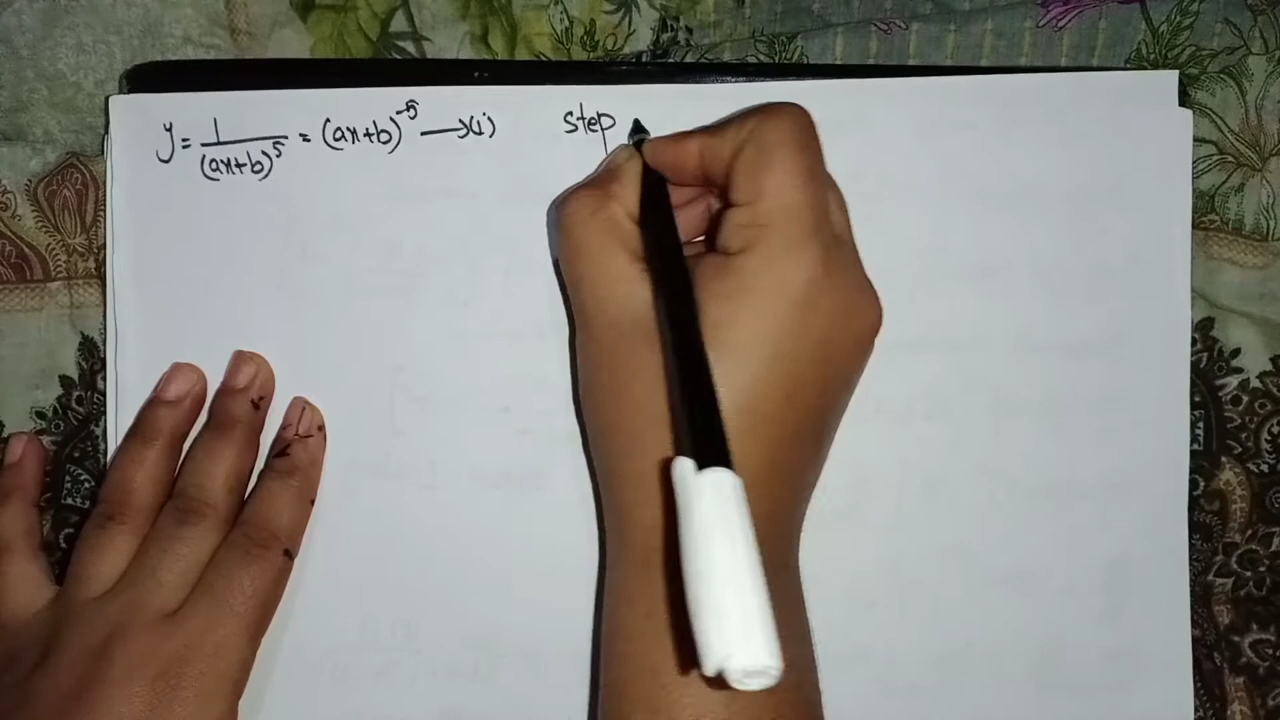 y = 1/(ax+b)^5 = (ax+b)^-5 → (i) step